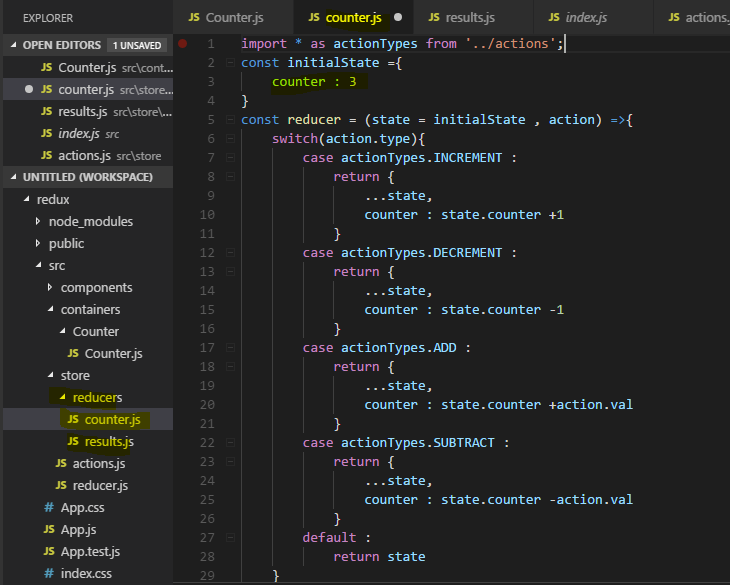 EXPLORER
OPEN EDITORS 1 UNSAVED
JS Counter.js src\cont...
JS counter.js src\store...
JS results.js src\store\...
JS index.js src
JS actions.js src\store
UNTITLED (WORKSPACE)
redux
node_modules
public
src
components
containers
Counter
JS Counter.js
store
reducers
JS counter.js
JS results.js
JS actions.js
JS reducer.js
# App.css
JS App.js
JS App.test.js
# index.css
JS Counter.js JS counter.js JS results.js JS index.js JS actions.
1 import * as actionTypes from '../actions';
2 const initialState ={
3 counter : 3
4 }
5 const reducer = (state = initialState , action) =>{
6 switch(action.type){
7 case actionTypes.INCREMENT :
8 return {
9 ...state,
10 counter : state.counter +1
11 }
12 case actionTypes.DECREMENT :
13 return {
14 ...state,
15 counter : state.counter -1
16 }
17 case actionTypes.ADD :
18 return {
19 ...state,
20 counter : state.counter +action.val
21 }
22 case actionTypes.SUBTRACT :
23 return {
24 ...state,
25 counter : state.counter -action.val
26 }
27 default :
28 return state
29 }